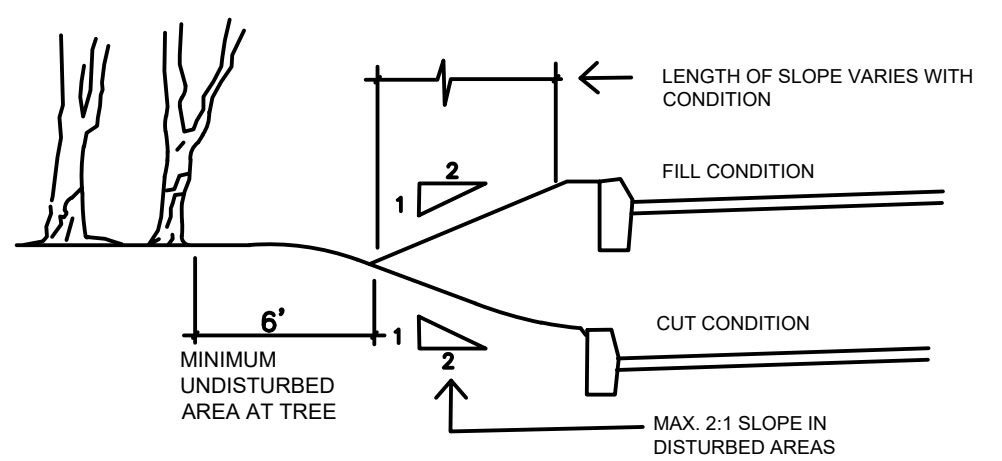 LENGTH OF SLOPE VARIES WITH
CONDITION
2
1
FILL CONDITION
6'
1
2
CUT CONDITION
MINIMUM
UNDISTURBED
AREA AT TREE
MAX. 2:1 SLOPE IN
DISTURBED AREAS